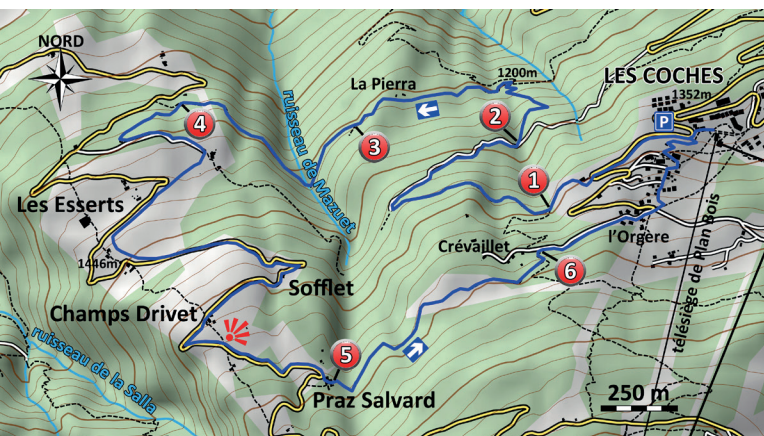 NORD
La Pierra
1200m
LES COCHES
1352m
P
2
4
3
ruisseau de Mazuet
1
Les Esserts
l'Orgère
Crévaillet
6
1446m
Sofflet
télésiège de Plan Bois
Champs Drivet
ruisseau de la Salla
5
250 m
Praz Salvard